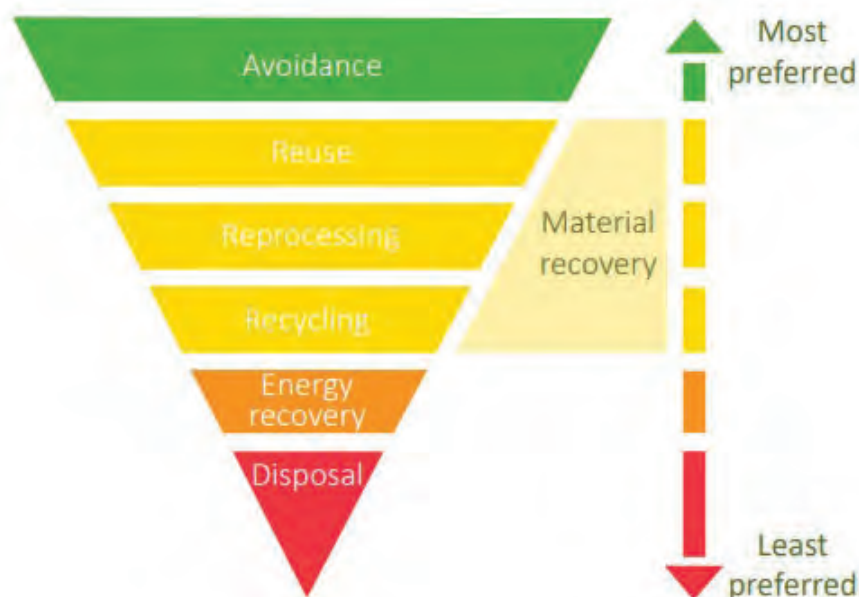 Avoidance
Reuse
Reprocessing
Recycling
Energy
recovery
Disposal
Material
recovery
Most
preferred
Least
preferred